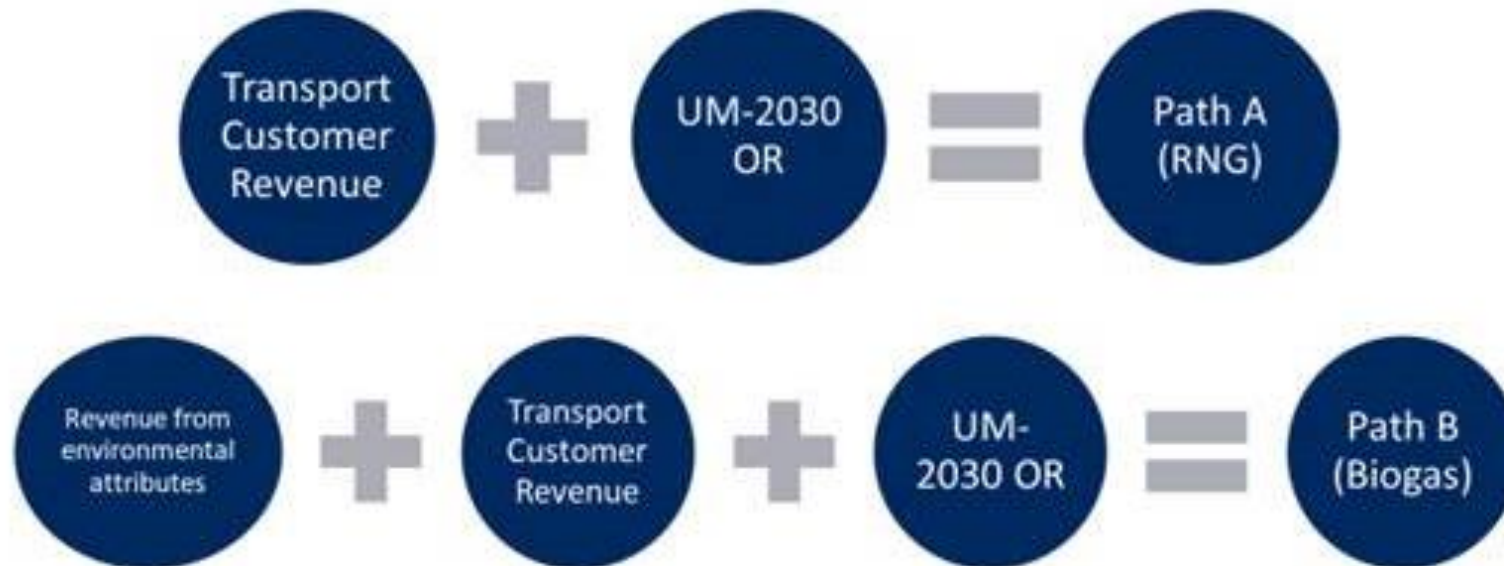 Transport
Customer
Revenue
UM-2030
OR
Path A
(RNG)
Revenue from
environmental
attributes
Transport
Customer
Revenue
UM-
2030 OR
Path B
(Biogas)